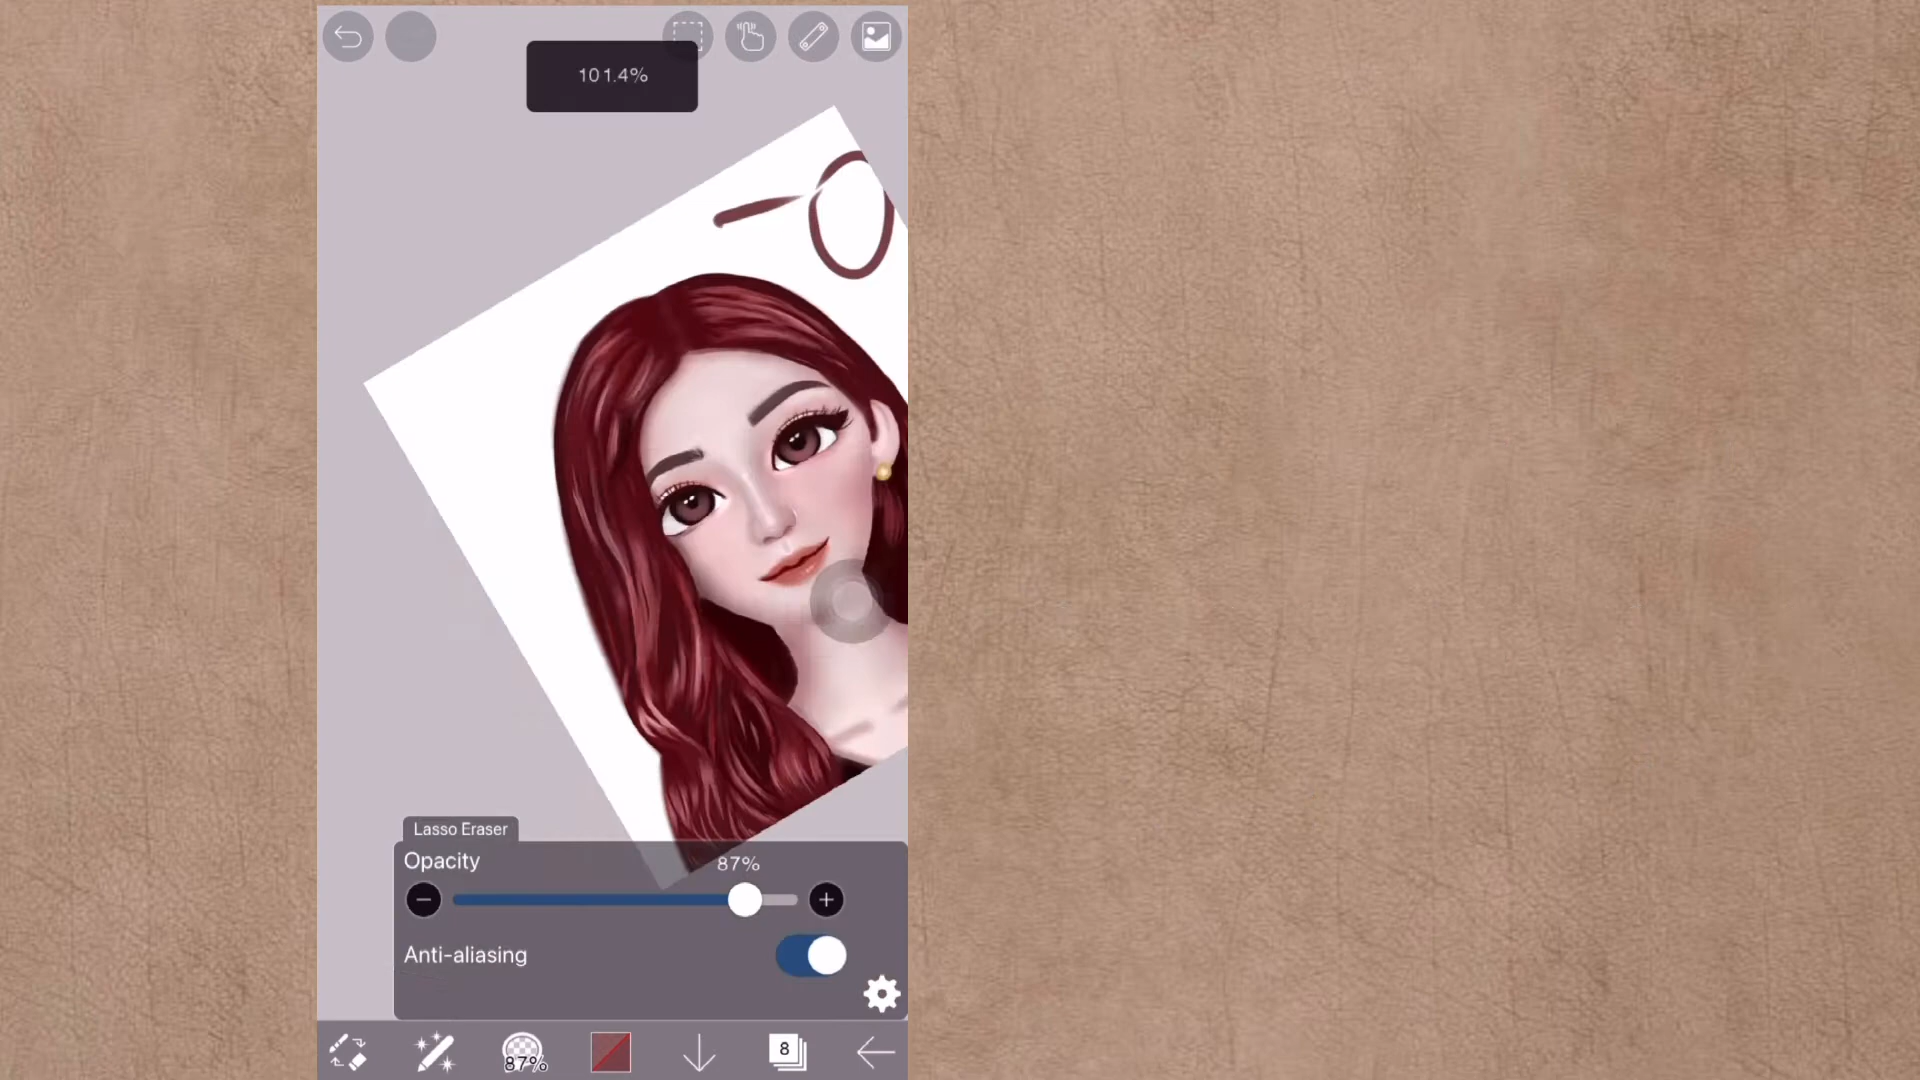 101.4%
Lasso Eraser
Opacity 87%
Anti-aliasing
87% 8